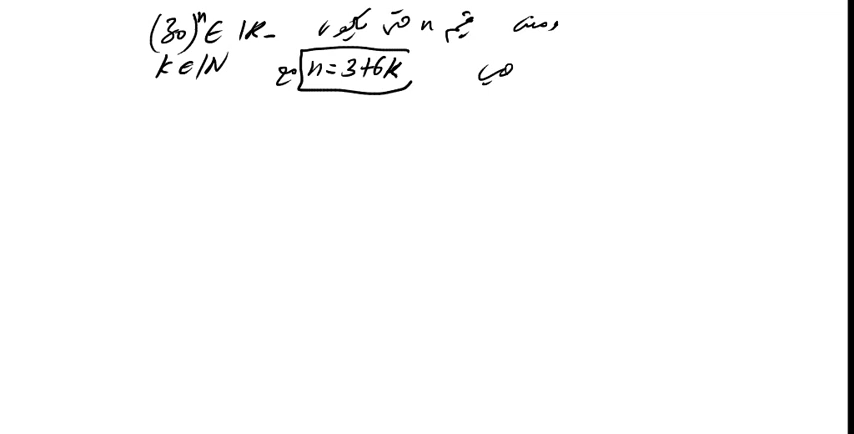 ومنه قيم n حتى يكون (z₀)ⁿ ∈ ℝ₋
هي n = 3+6k مع k ∈ ℕ